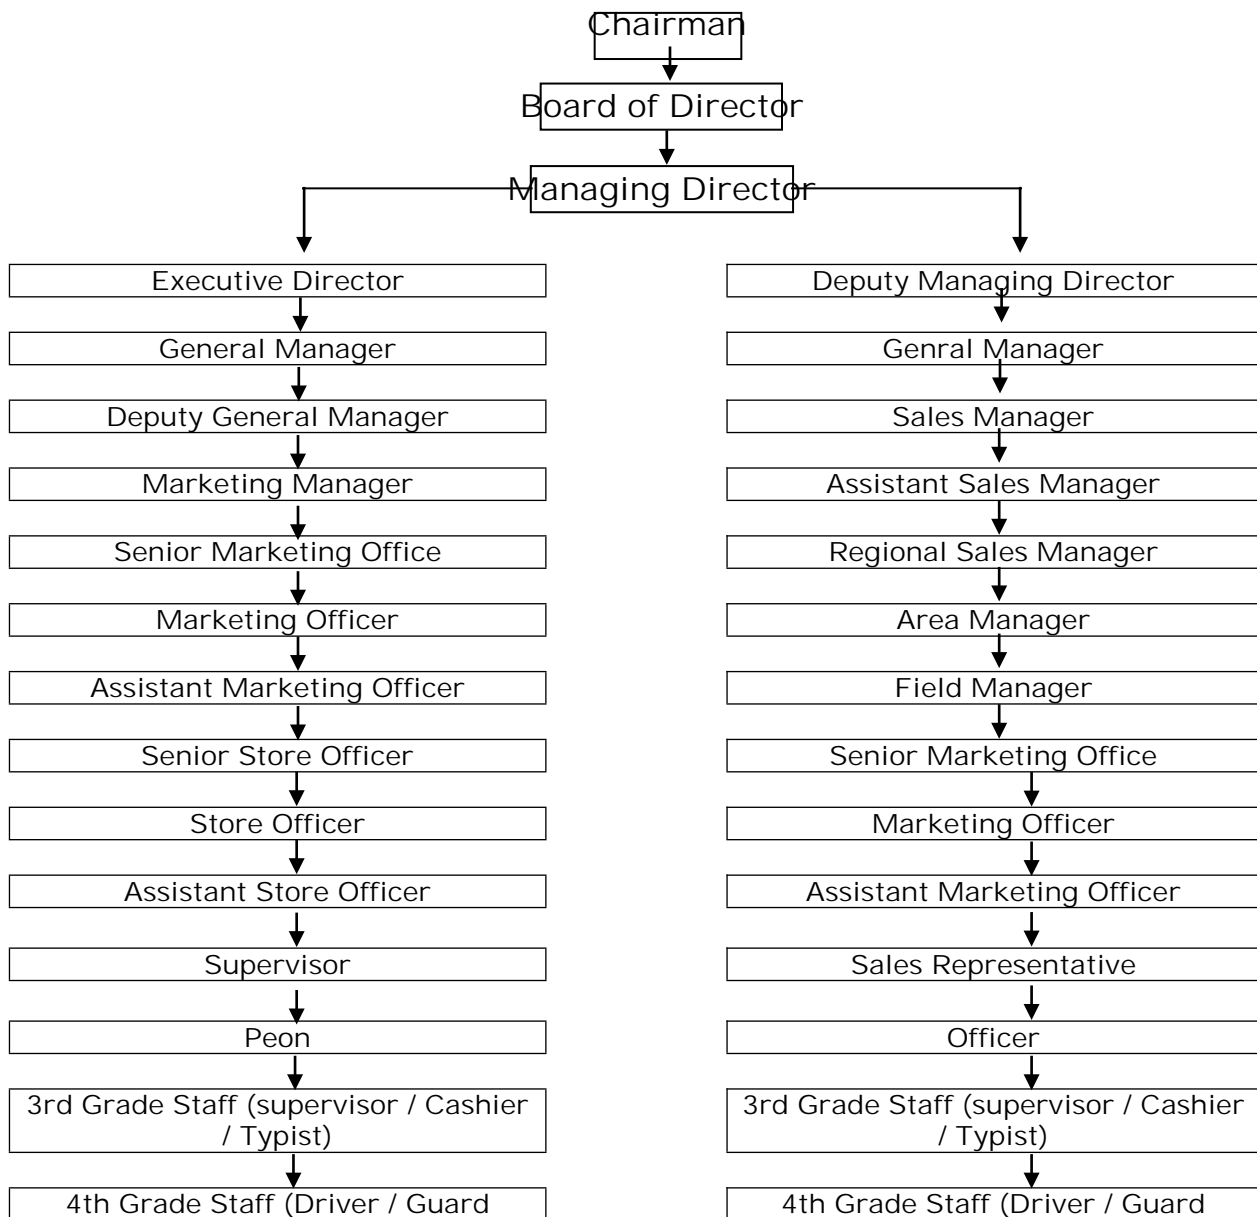 Chairman
Board of Director
Managing Director
Executive Director
General Manager
Deputy General Manager
Marketing Manager
Senior Marketing Office
Marketing Officer
Assistant Marketing Officer
Senior Store Officer
Store Officer
Assistant Store Officer
Supervisor
Peon
3rd Grade Staff (supervisor / Cashier
/ Typist)
4th Grade Staff (Driver / Guard
Deputy Managing Director
Genral Manager
Sales Manager
Assistant Sales Manager
Regional Sales Manager
Area Manager
Field Manager
Senior Marketing Office
Marketing Officer
Assistant Marketing Officer
Sales Representative
Officer
3rd Grade Staff (supervisor / Cashier
/ Typist)
4th Grade Staff (Driver / Guard